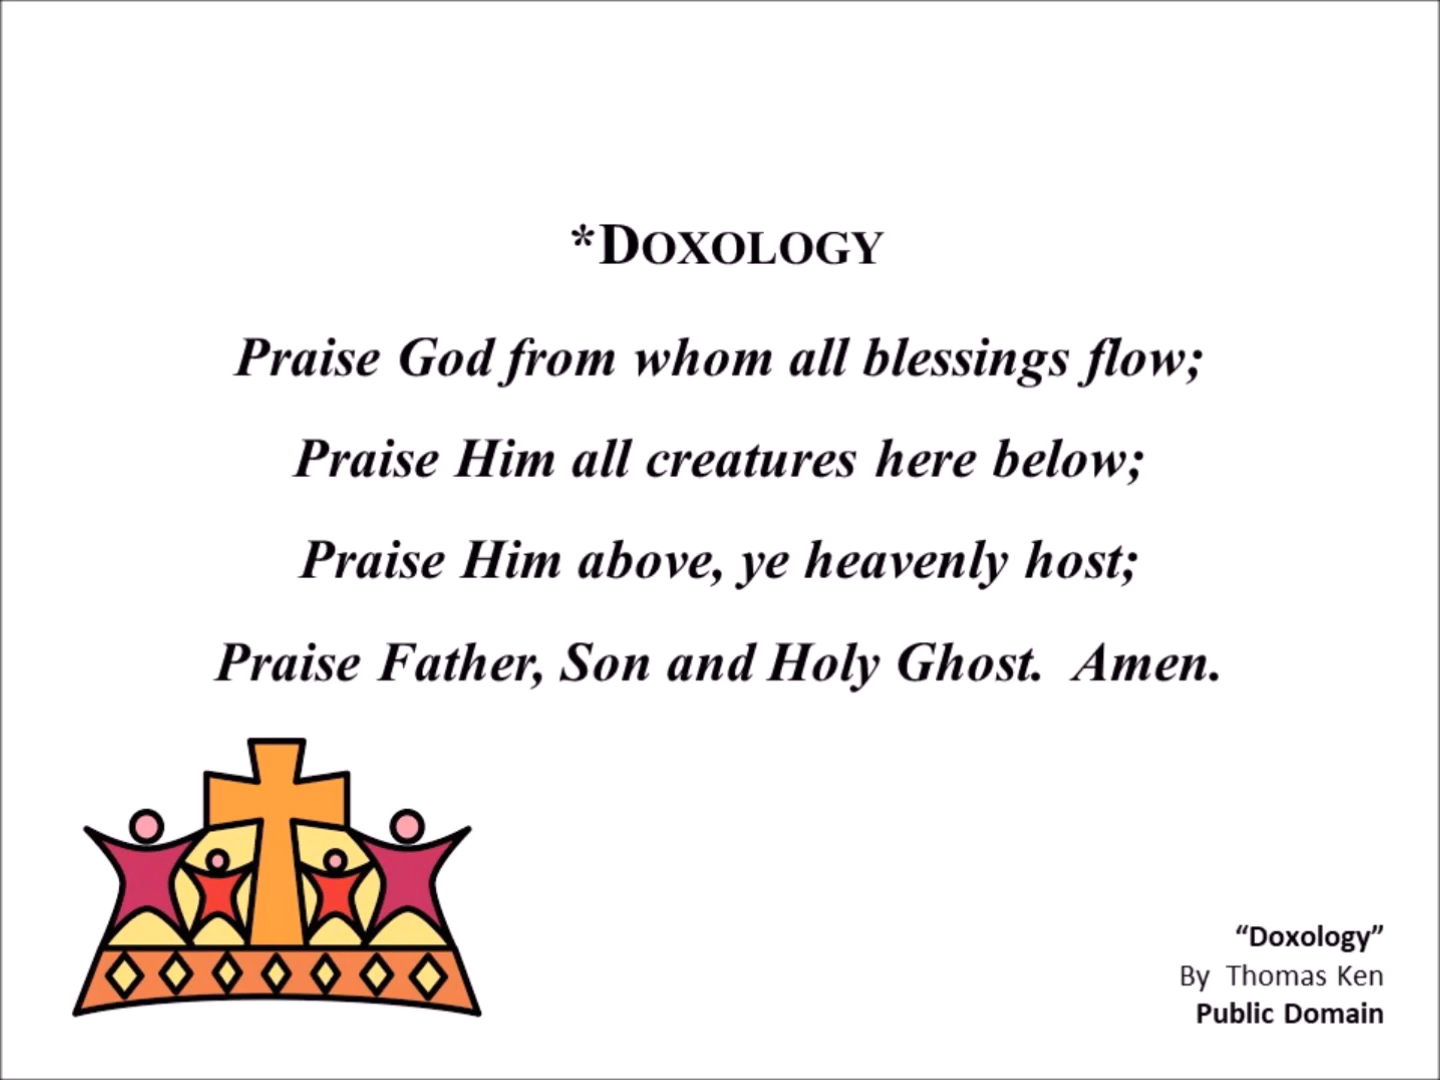 *DOXOLOGY
Praise God from whom all blessings flow;
Praise Him all creatures here below;
Praise Him above, ye heavenly host;
Praise Father, Son and Holy Ghost.  Amen.
“Doxology”
By  Thomas Ken
Public Domain